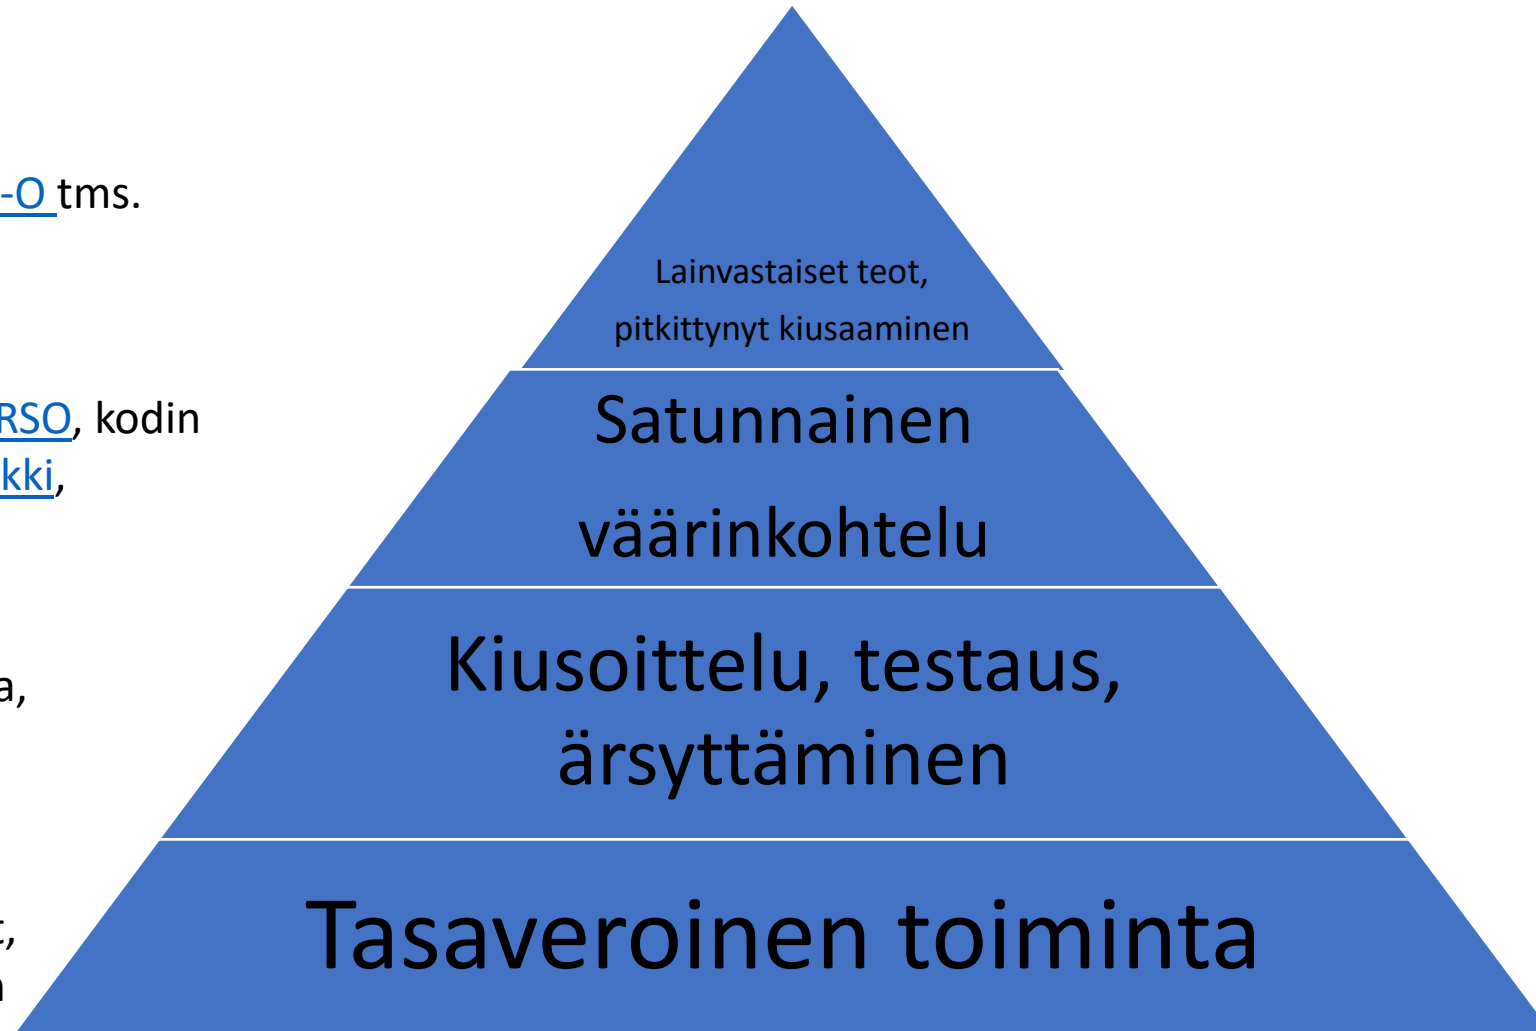 -O tms.
Lainvastaiset teot,
pitkittynyt kiusaaminen
RSO, kodin
kki,
Satunnainen
väärinkohtelu
Kiusoittelu, testaus,
a,
ärsyttäminen
Tasaveroinen toiminta